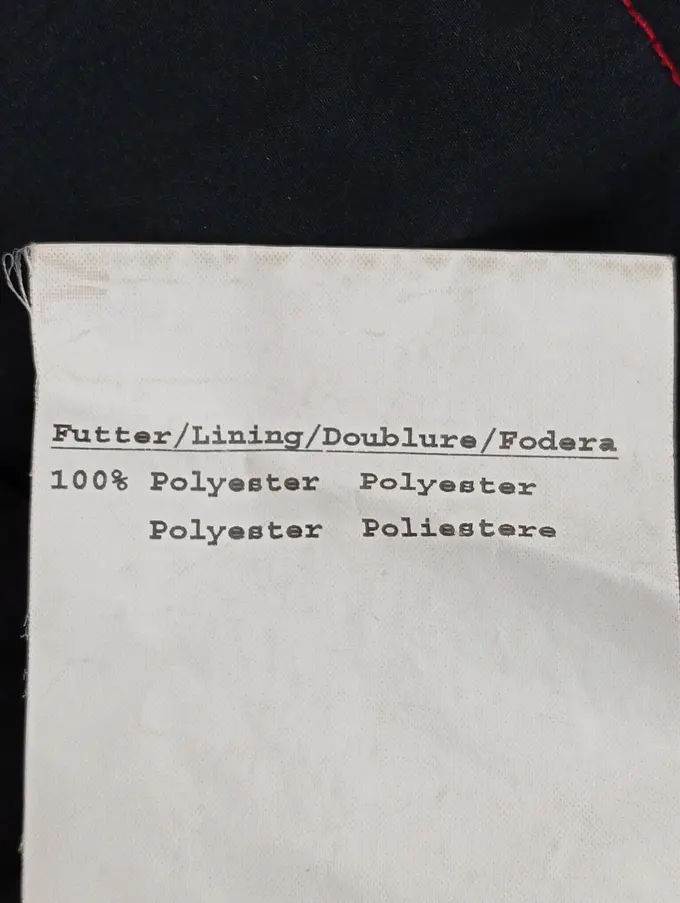 Futter/Lining/Doublure/Fodera
100% Polyester Polyester
Polyester Poliestere